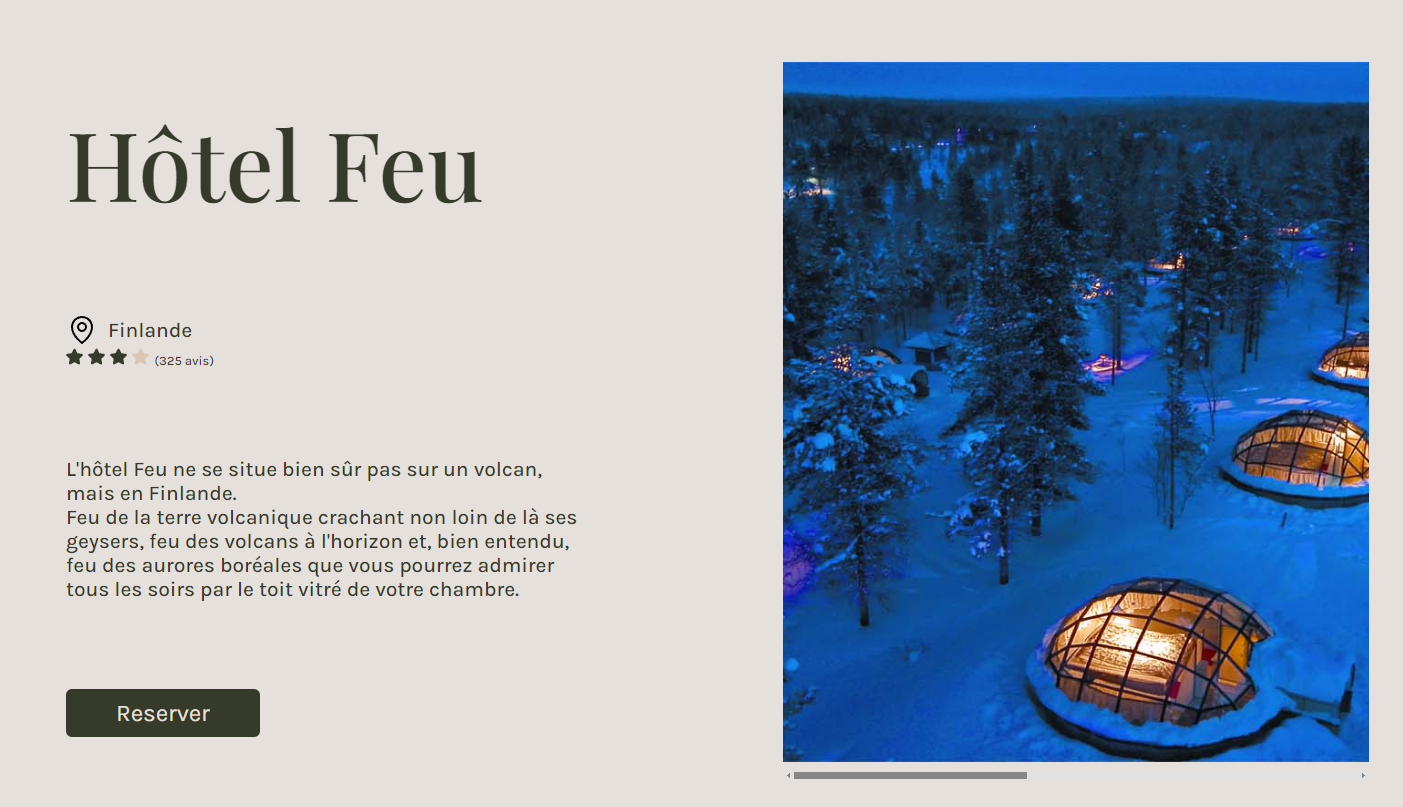 Hôtel Feu
Finlande
(325 avis)
L'hôtel Feu ne se situe bien sûr pas sur un volcan,
mais en Finlande.
Feu de la terre volcanique crachant non loin de là ses
geysers, feu des volcans à l'horizon et, bien entendu,
feu des aurores boréales que vous pourrez admirer
tous les soirs par le toit vitré de votre chambre.
Reserver